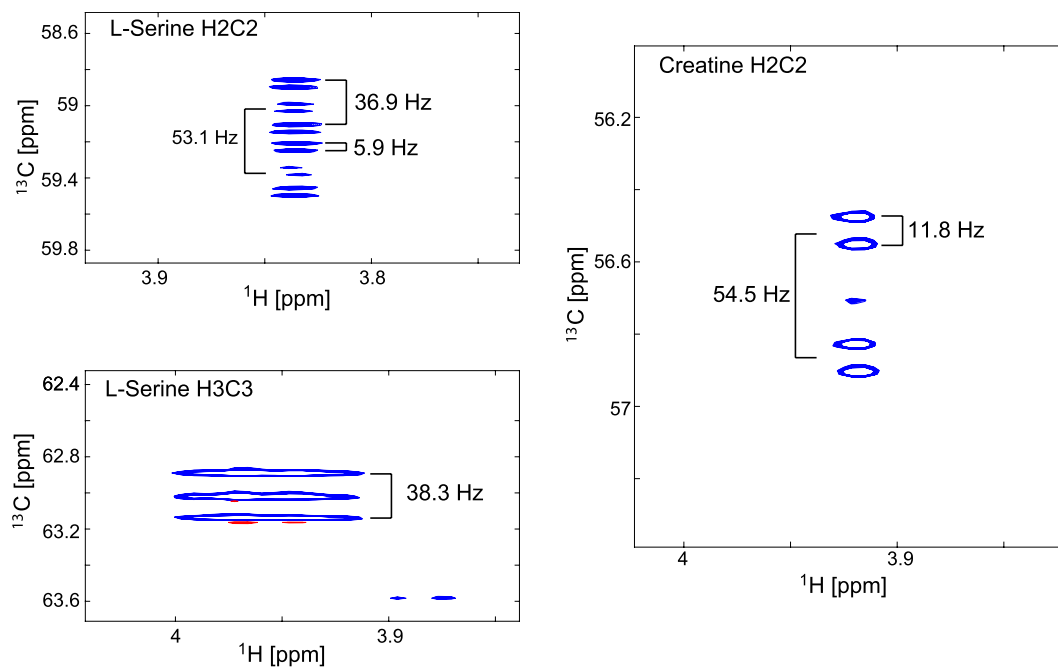 L-Serine H2C2
58.6
59
59.4
59.8
13C [ppm]
36.9 Hz
53.1 Hz
5.9 Hz
3.9
3.8
1H [ppm]
L-Serine H3C3
62.4
62.8
63.2
63.6
13C [ppm]
38.3 Hz
4
3.9
1H [ppm]
Creatine H2C2
56.2
56.6
57
13C [ppm]
11.8 Hz
54.5 Hz
4
3.9
1H [ppm]